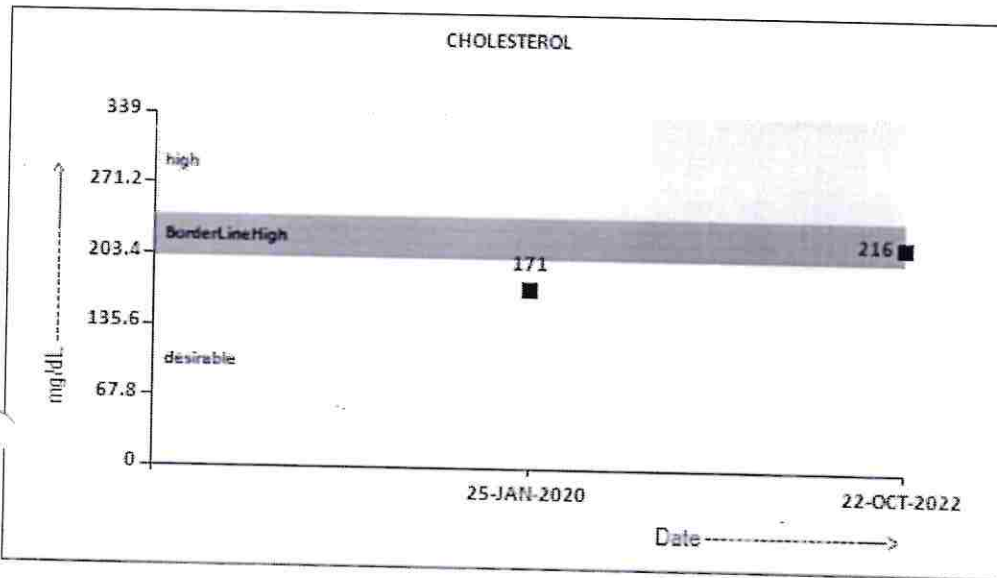 CHOLESTEROL
339
high
271.2
BorderLineHigh
203.4
216
171
135.6
desirable
67.8
0
mg/dL ---------->
25-JAN-2020
22-OCT-2022
Date ---------->